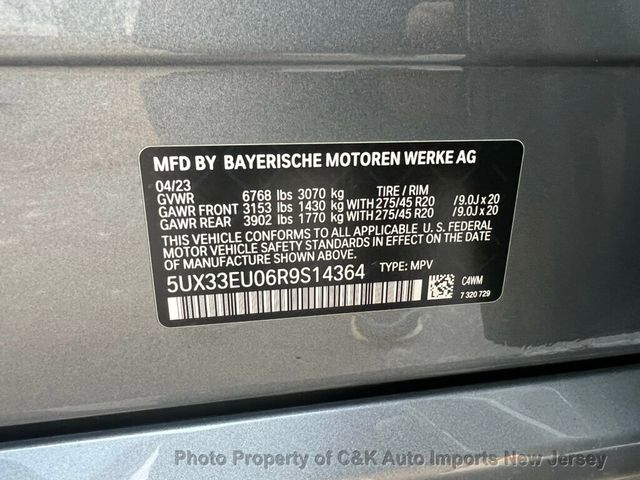 MFD BY BAYERISCHE MOTOREN WERKE AG
04/23 TIRE / RIM
GVWR 6768 lbs 3070 kg
GAWR FRONT 3153 lbs 1430 kg WITH 275/45 R20 /9.0J x 20
GAWR REAR 3902 lbs 1770 kg WITH 275/45 R20 /9.0J x 20
THIS VEHICLE CONFORMS TO ALL APPLICABLE U. S. FEDERAL
MOTOR VEHICLE SAFETY STANDARDS IN EFFECT ON THE DATE
OF MANUFACTURE SHOWN ABOVE.
5UX33EU06R9S14364 TYPE: MPV
C4WM
7 320 729
Photo Property of C&K Auto Imports New Jersey